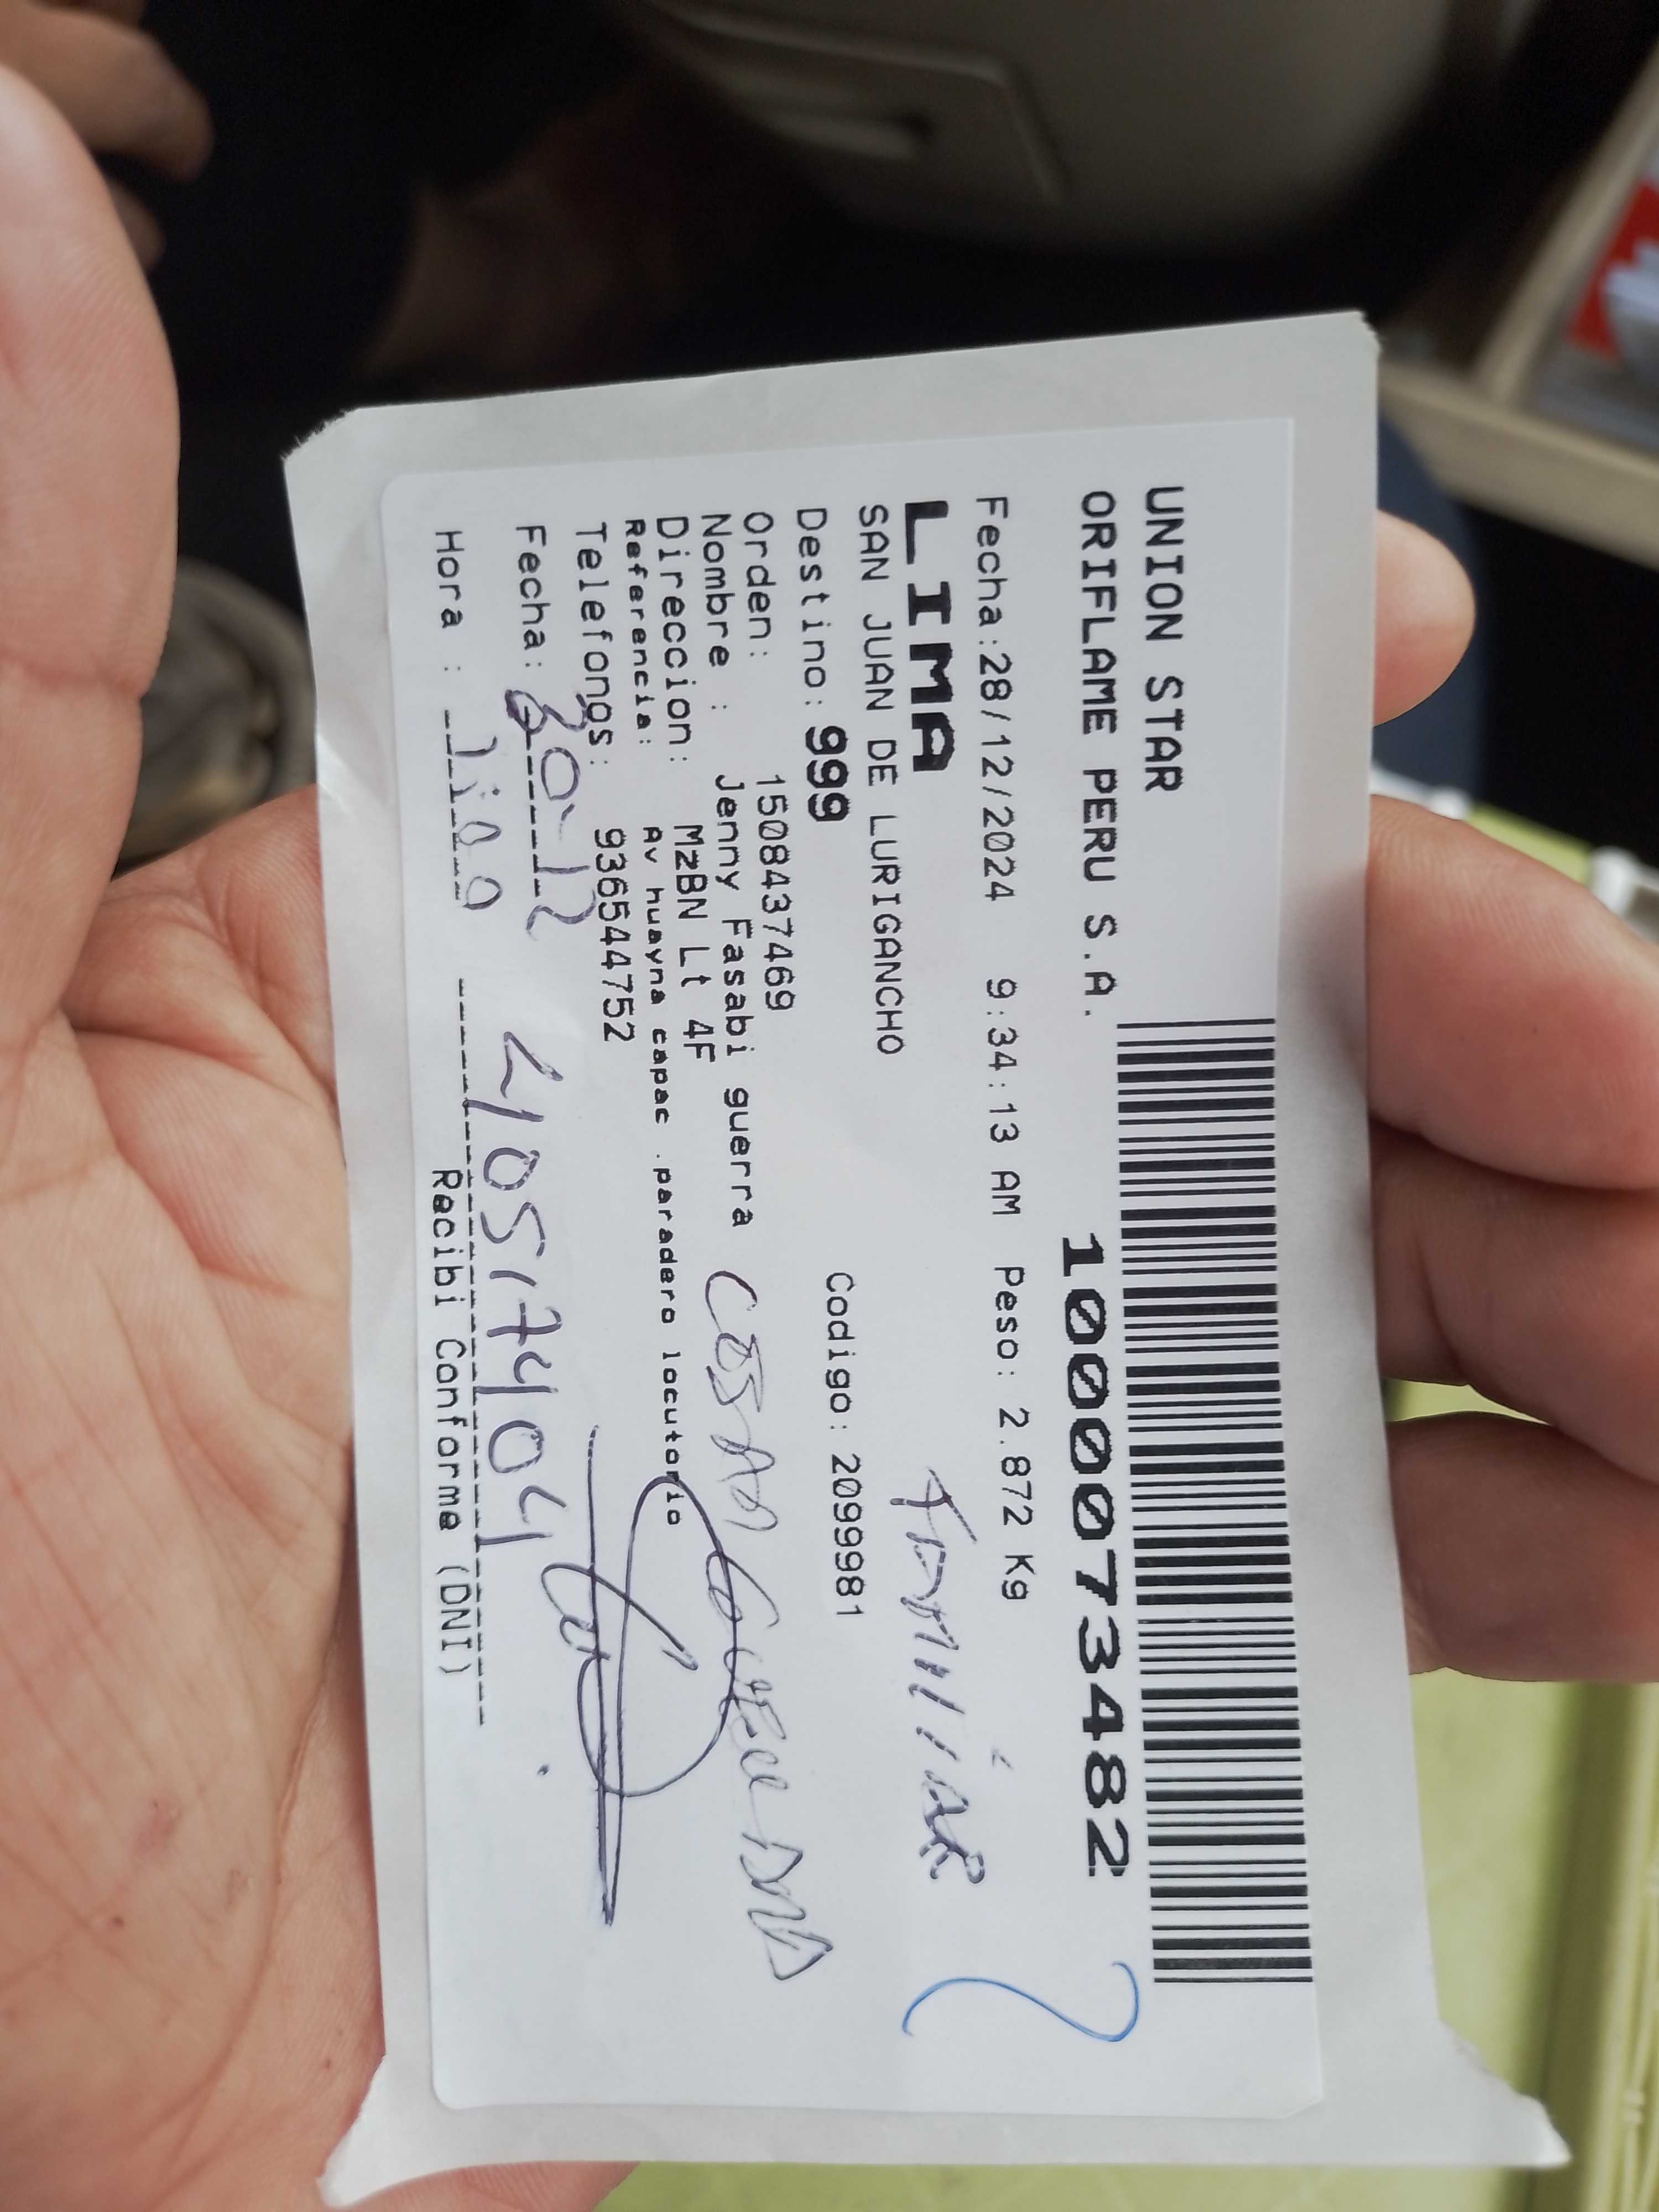 UNION STAR
ORIFLAME PERU S.A.
1000073482
Fecha:28/12/2024 9:34:13 AM Peso: 2.872 Kg
LIMA
FAMILIAR
SAN JUAN DE LURIGANCHO
Destino: 999 Codigo: 2099981
Orden: 1508437469
Nombre : Jenny Fasabi guerra
Direccion: MzBN Lt 4F
Referencia: Av huayna capac .paradero locutorio
Telefonos: 936544752
Fecha: 30-12 41051740
Hora :
Recibi Conforme (DNI)